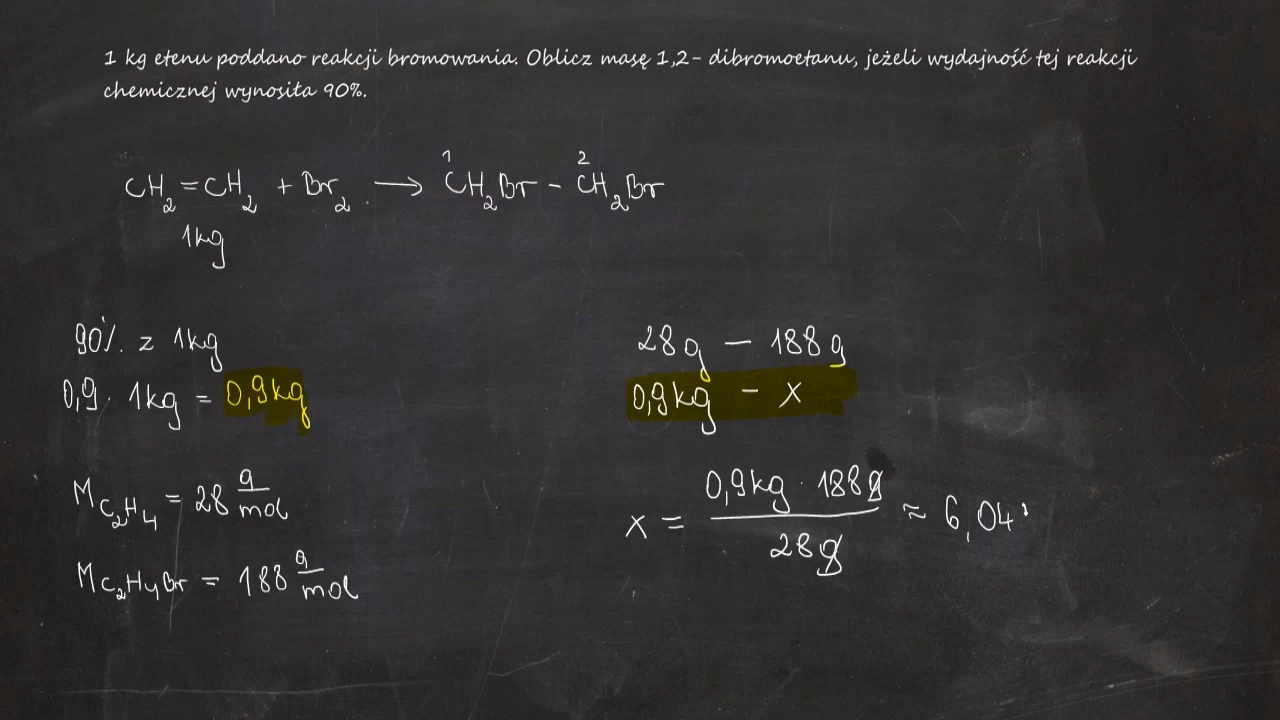 1 kg etenu poddano reakcji bromowania. Oblicz masę 1,2- dibromoetanu, jeżeli wydajność tej reakcji
chemicznej wynosiła 90%.
1 2
CH₂=CH₂ + Br₂ ⟶ CH₂Br - CH₂Br
1kg
90% z 1kg
0,9 · 1kg = 0,9kg
M C₂H₄ = 28 g/mol
M C₂H₄Br = 188 g/mol
28g — 188g
0,9kg - x
x = 0,9kg · 188g / 28g ≈ 6,04